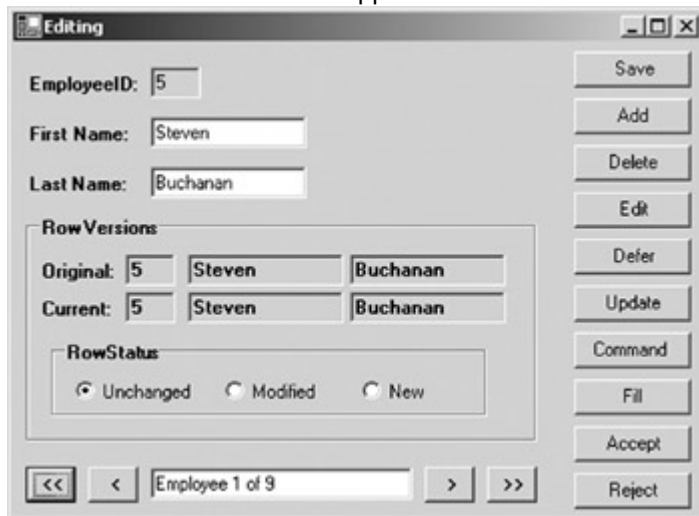 Editing
EmployeeID: 5
First Name: Steven
Last Name: Buchanan
Row Versions
Original: 5 Steven Buchanan
Current: 5 Steven Buchanan
RowStatus
Unchanged Modified New
<< < Employee 1 of 9 > >>
Save
Add
Delete
Edit
Defer
Update
Command
Fill
Accept
Reject